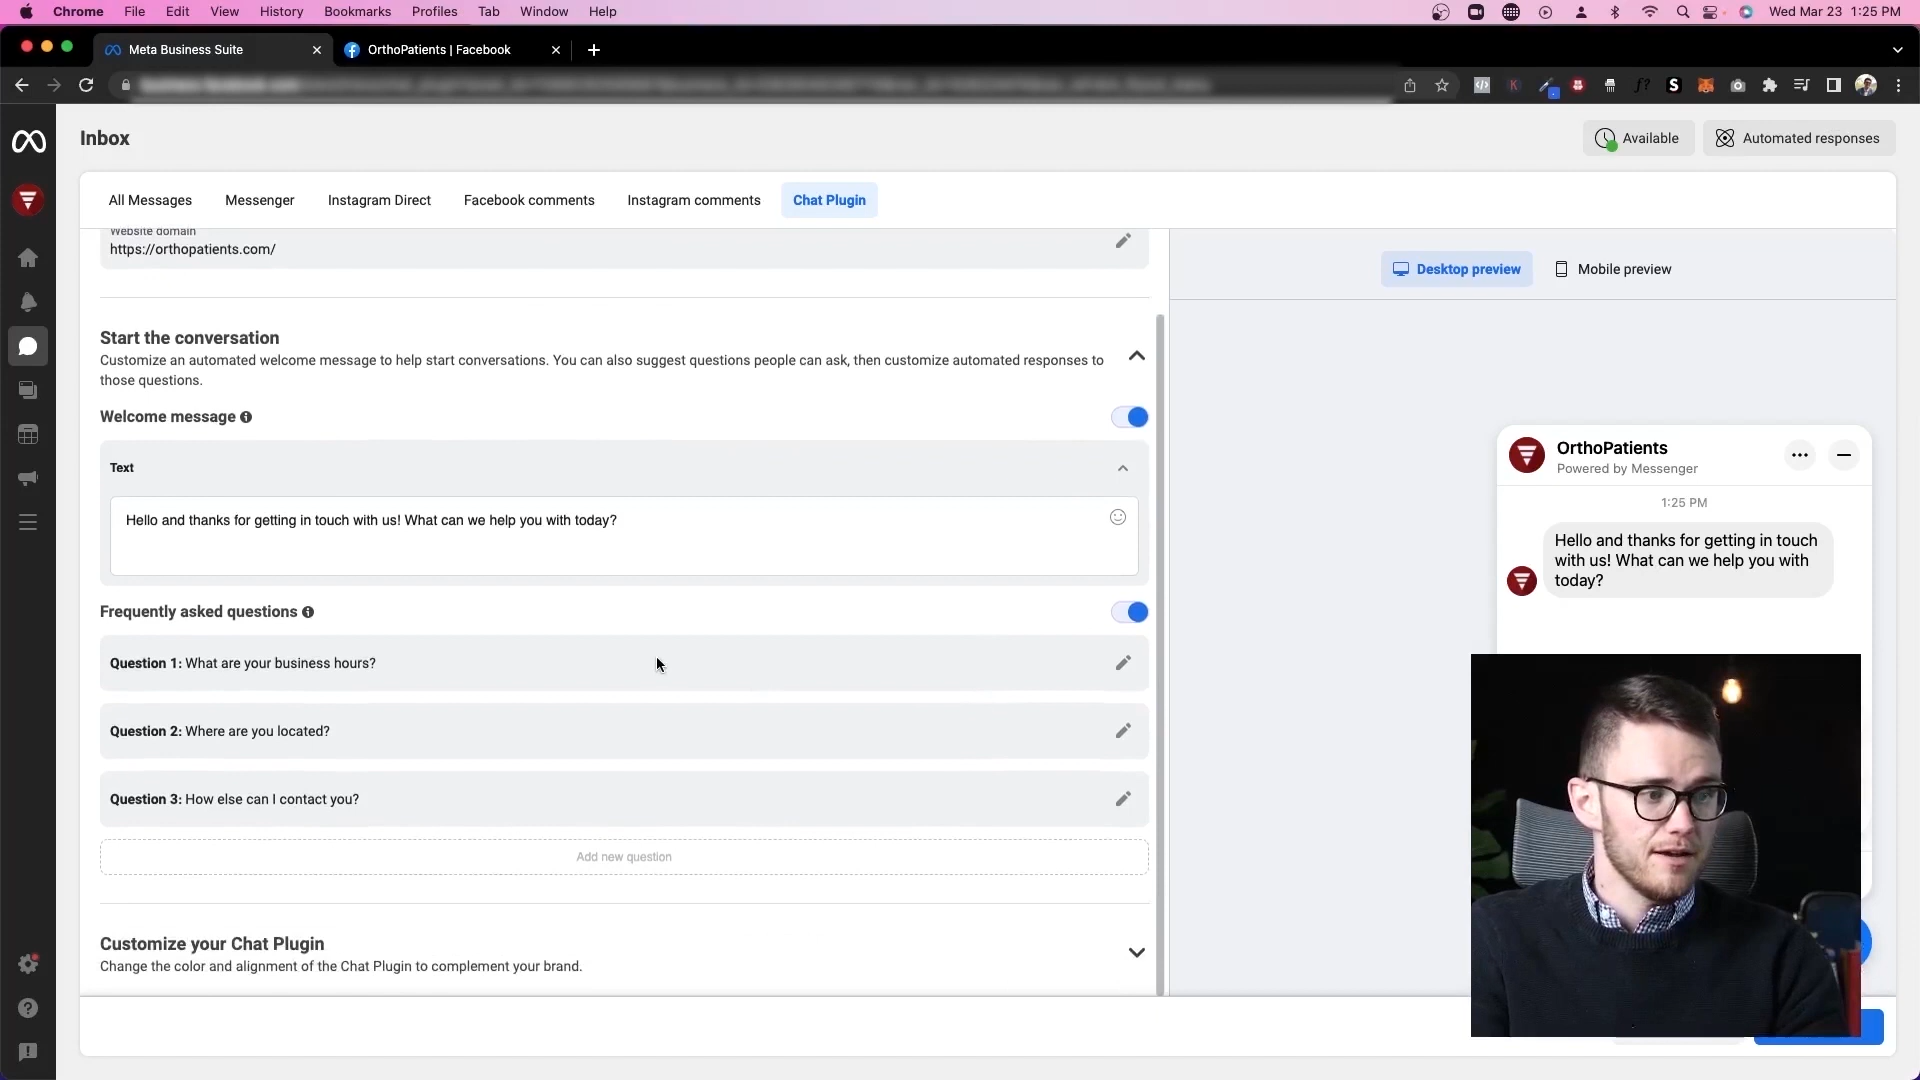 Chrome File Edit View History Bookmarks Profiles Tab Window Help Wed Mar 23 1:25 PM
Meta Business Suite OrthoPatients | Facebook
Inbox
Available
Automated responses
All Messages Messenger Instagram Direct Facebook comments Instagram comments Chat Plugin
Website domain
https://orthopatients.com/
Desktop preview
Mobile preview
Start the conversation
Customize an automated welcome message to help start conversations. You can also suggest questions people can ask, then customize automated responses to
those questions.
Welcome message
Text
Hello and thanks for getting in touch with us! What can we help you with today?
Frequently asked questions
Question 1: What are your business hours?
Question 2: Where are you located?
Question 3: How else can I contact you?
Add new question
Customize your Chat Plugin
Change the color and alignment of the Chat Plugin to complement your brand.
OrthoPatients
Powered by Messenger
1:25 PM
Hello and thanks for getting in touch
with us! What can we help you with
today?